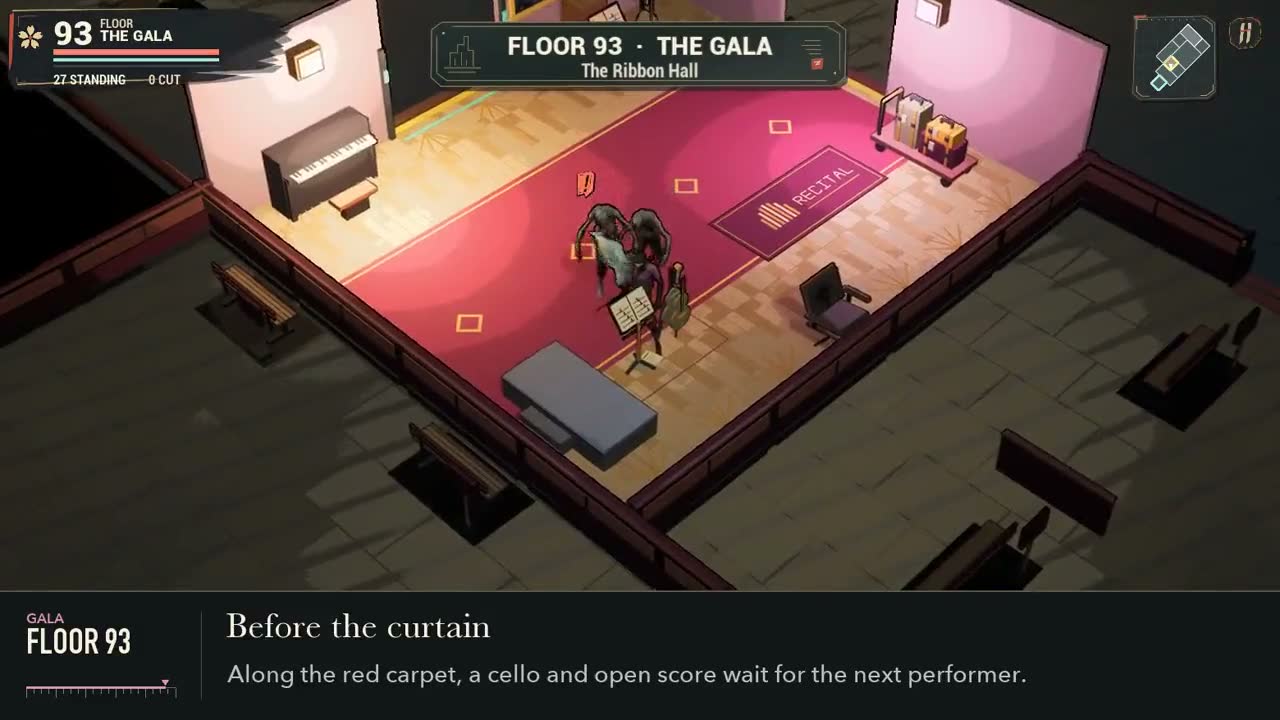 93 FLOOR
THE GALA
27 STANDING 0 CUT
FLOOR 93 · THE GALA
The Ribbon Hall
RECITAL
!
GALA
FLOOR 93
Before the curtain
Along the red carpet, a cello and open score wait for the next performer.